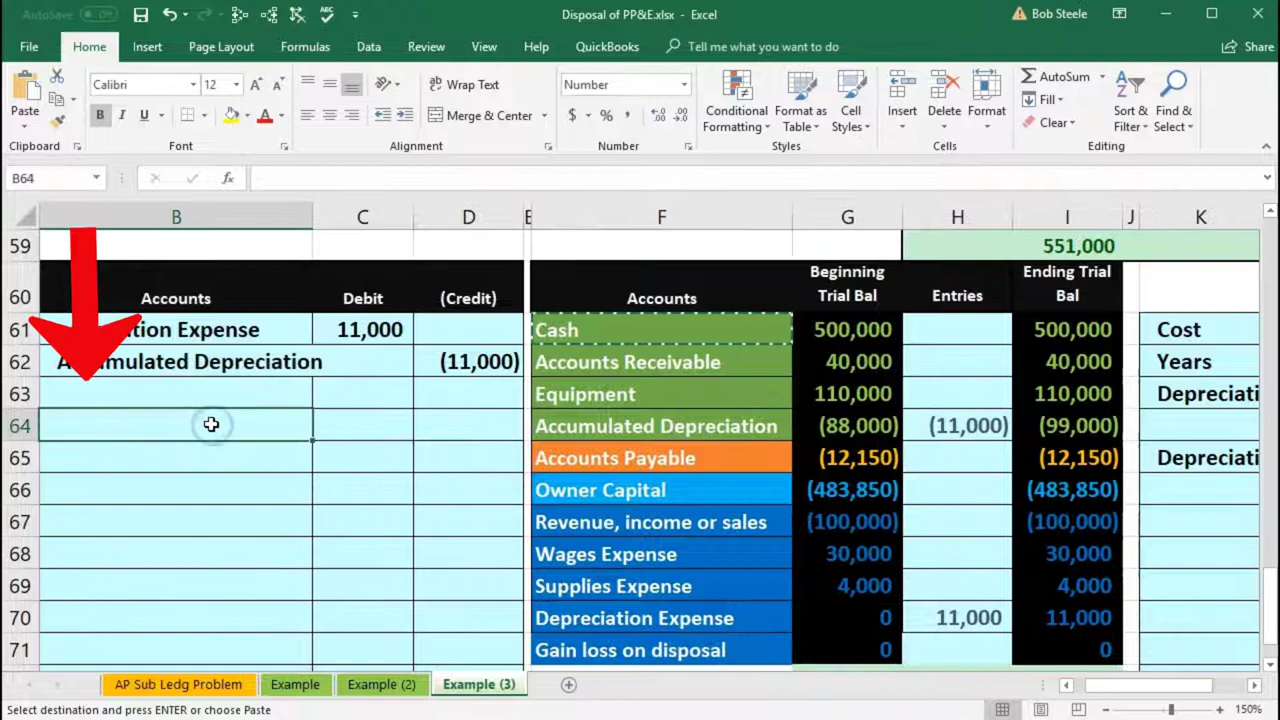 AutoSave Off Disposal of PP&E.xlsx - Excel Bob Steele
File Home Insert Page Layout Formulas Data Review View Help QuickBooks Tell me what you want to do Share
Calibri 12 A A ab Wrap Text Number AutoSum
Paste B I U A Merge & Center $ % , Conditional Formatting Format as Table Cell Styles Insert Delete Format Fill Clear Sort & Filter Find & Select
Clipboard Font Alignment Number Styles Cells Editing
B64 fx
B C D E F G H I J K
59 551,000
60 Accounts Debit (Credit) Accounts Beginning Trial Bal Entries Ending Trial Bal
61 tion Expense 11,000 Cash 500,000 500,000 Cost
62 A mulated Depreciation (11,000) Accounts Receivable 40,000 40,000 Years
63 Equipment 110,000 110,000 Depreciati
64 Accumulated Depreciation (88,000) (11,000) (99,000)
65 Accounts Payable (12,150) (12,150) Depreciati
66 Owner Capital (483,850) (483,850)
67 Revenue, income or sales (100,000) (100,000)
68 Wages Expense 30,000 30,000
69 Supplies Expense 4,000 4,000
70 Depreciation Expense 0 11,000 11,000
71 Gain loss on disposal 0 0
AP Sub Ledg Problem Example Example (2) Example (3)
Select destination and press ENTER or choose Paste 150%